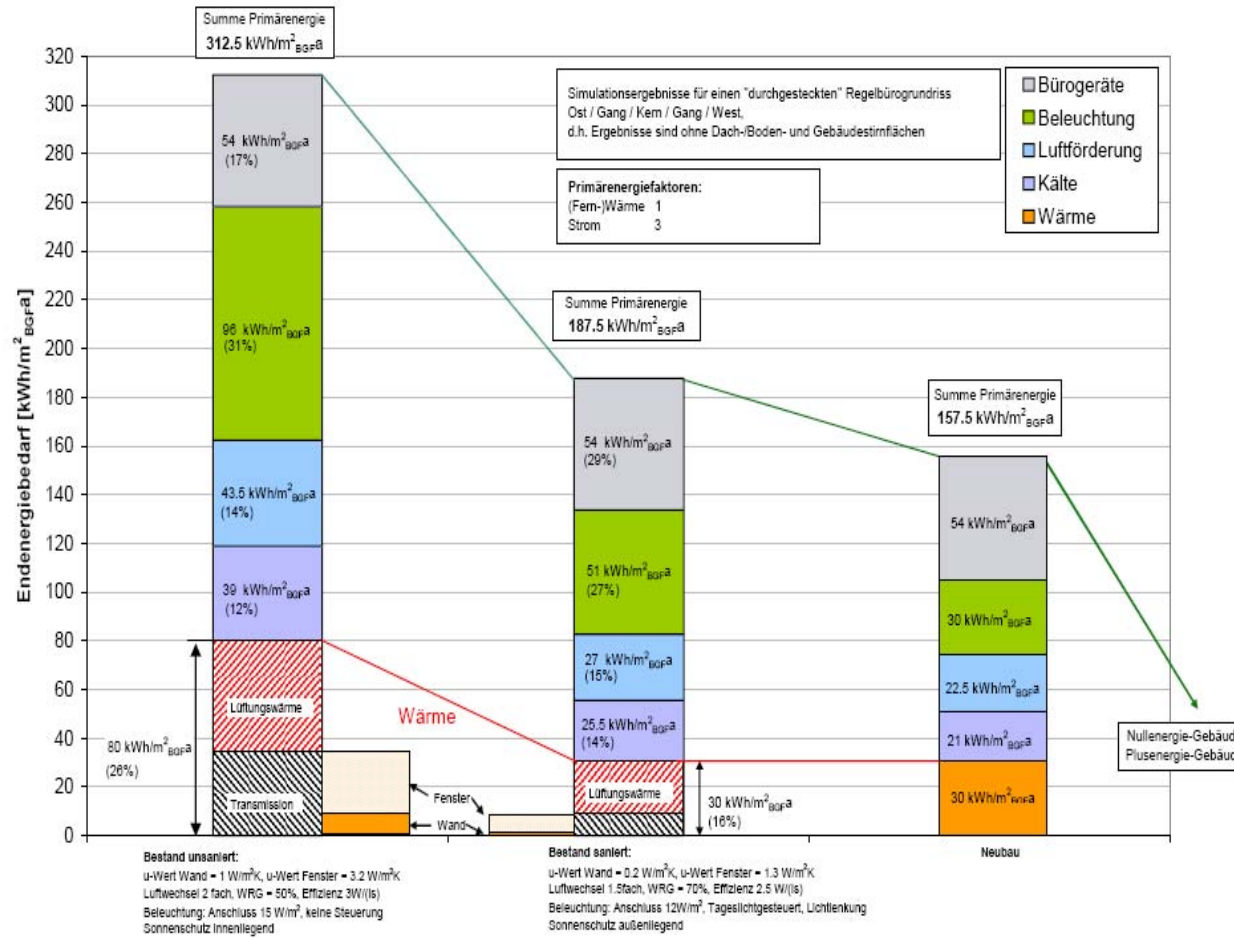 Summe Primärenergie
312.5 kWh/m²BGFa
Endenergiebedarf [kWh/m²BGFa]
320
300
280
260
240
220
200
180
160
140
120
100
80
60
40
20
0
Simulationsergebnisse für einen "durchgesteckten" Regelbürogrundriss
Ost / Gang / Kern / Gang / West,
d.h. Ergebnisse sind ohne Dach-/Boden- und Gebäudestirnflächen
Primärenergiefaktoren:
(Fern-)Wärme 1
Strom 3
Bürogeräte
Beleuchtung
Luftförderung
Kälte
Wärme
54 kWh/m²BGFa
(17%)
96 kWh/m²BGFa
(31%)
43.5 kWh/m²BGFa
(14%)
39 kWh/m²BGFa
(12%)
Lüftungswärme
Transmission
80 kWh/m²BGFa
(26%)
Wärme
Fenster
Wand
Summe Primärenergie
187.5 kWh/m²BGFa
54 kWh/m²BGFa
(29%)
51 kWh/m²BGFa
(27%)
27 kWh/m²BGFa
(15%)
25.5 kWh/m²BGFa
(14%)
Lüftungswärme
30 kWh/m²BGFa
(16%)
Summe Primärenergie
157.5 kWh/m²BGFa
54 kWh/m²BGFa
30 kWh/m²BGFa
22.5 kWh/m²BGFa
21 kWh/m²BGFa
30 kWh/m²BGFa
Nullenergie-Gebäud
Plusenergie-Gebäud
Bestand unsaniert:
u-Wert Wand = 1 W/m²K, u-Wert Fenster = 3.2 W/m²K
Luftwechsel 2 fach, WRG = 50%, Effizienz 3W/(ls)
Beleuchtung: Anschluss 15 W/m², keine Steuerung
Sonnenschutz innenliegend
Bestand saniert:
u-Wert Wand = 0.2 W/m²K, u-Wert Fenster = 1.3 W/m²K
Luftwechsel 1.5fach, WRG = 70%, Effizienz 2.5 W/(ls)
Beleuchtung: Anschluss 12W/m², Tageslichtgesteuert, Lichtlenkung
Sonnenschutz außenliegend
Neubau